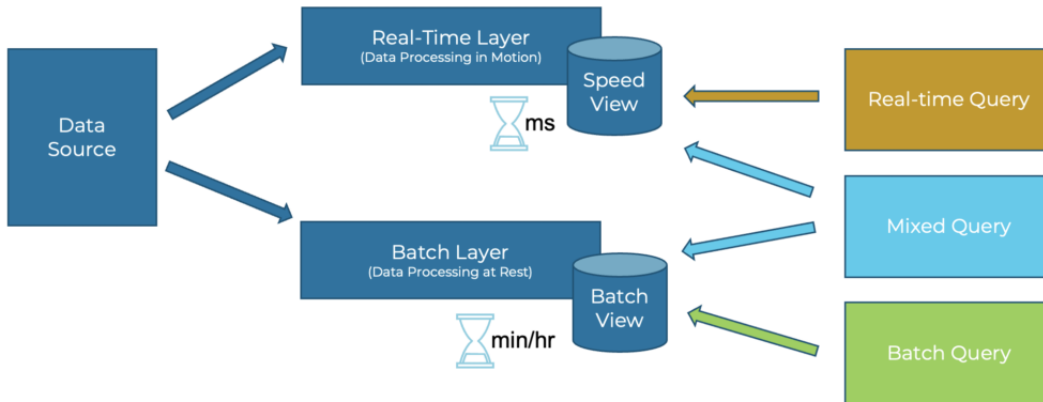 Data
Source
Real-Time Layer
(Data Processing in Motion)
Speed
View
ms
Batch Layer
(Data Processing at Rest)
Batch
View
min/hr
Real-time Query
Mixed Query
Batch Query